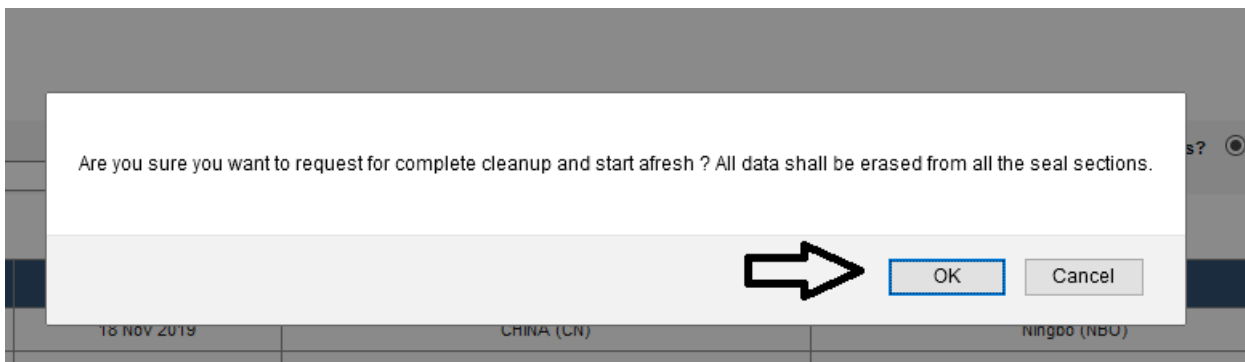 s?
Are you sure you want to request for complete cleanup and start afresh ? All data shall be erased from all the seal sections.
OK Cancel
18 Nov 2019 CHINA (CN) Ningbo (NBO)